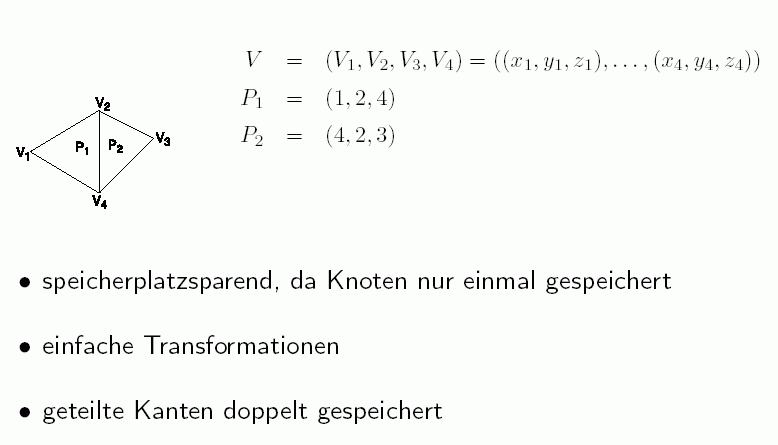 V = (V₁, V₂, V₃, V₄) = ((x₁, y₁, z₁), . . . , (x₄, y₄, z₄))
P₁ = (1, 2, 4)
P₂ = (4, 2, 3)
V₂
V₁ P₁ P₂ V₃
V₄
• speicherplatzsparend, da Knoten nur einmal gespeichert
• einfache Transformationen
• geteilte Kanten doppelt gespeichert